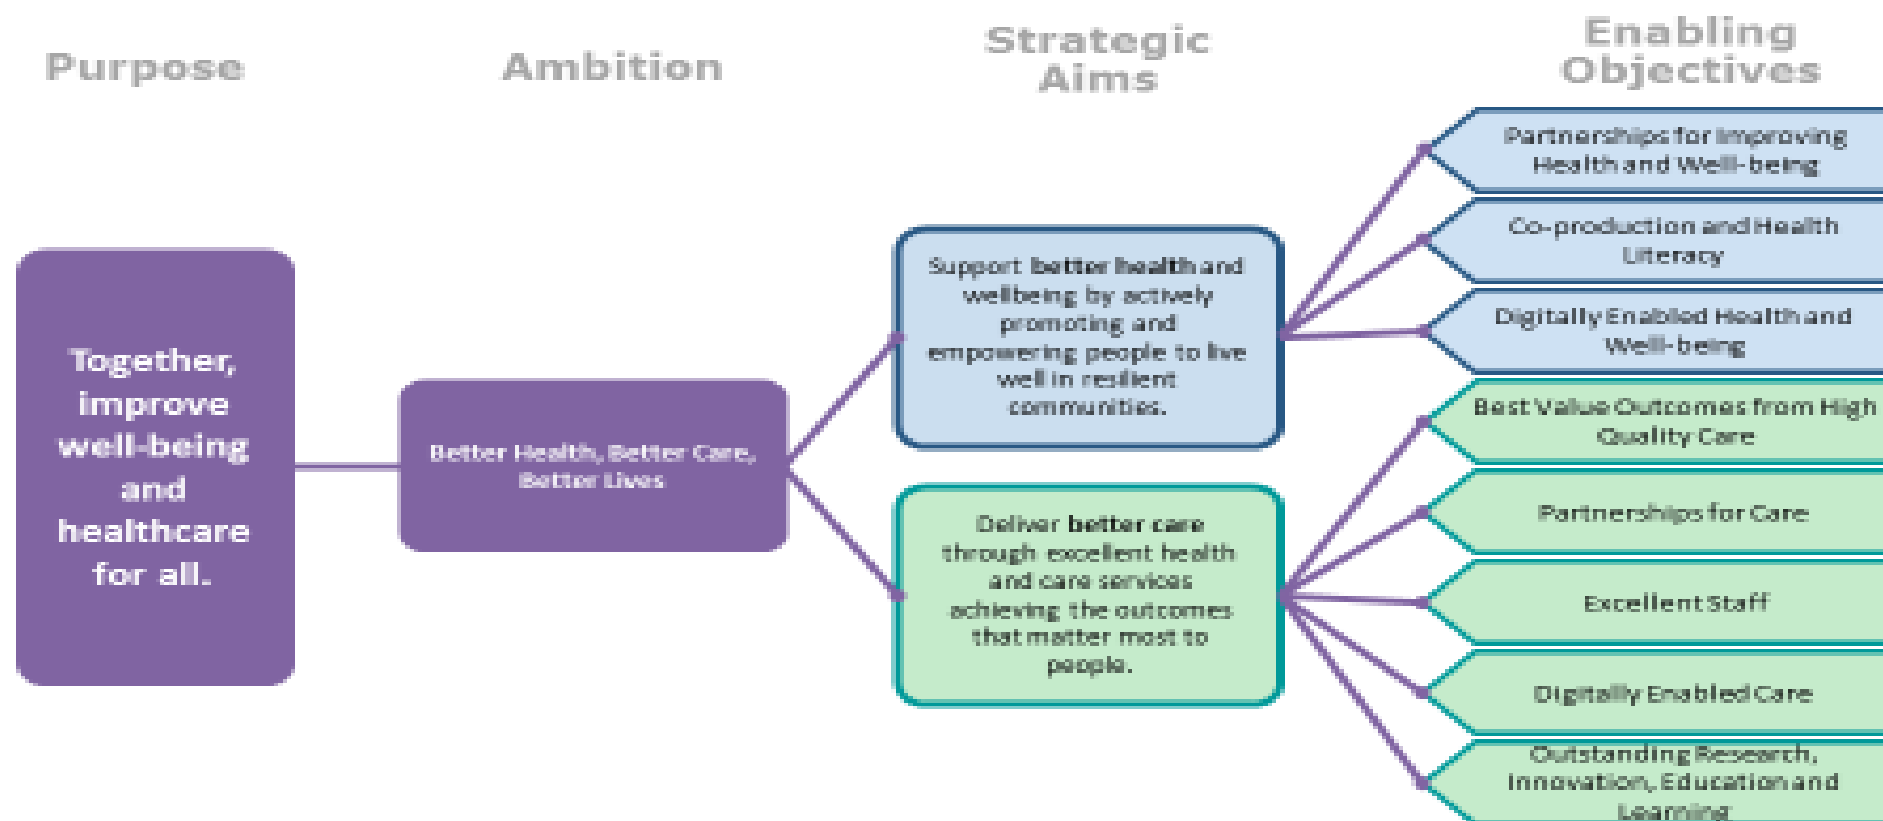 Purpose
Ambition
Strategic
Aims
Enabling
Objectives
Together,
improve
well-being
and
healthcare
for all.
Better Health, Better Care,
Better Lives
Support better health and
wellbeing by actively
promoting and
empowering people to live
well in resilient
communities.
Deliver better care
through excellent health
and care services
achieving the outcomes
that matter most to
people.
Partnerships for Improving
Health and Well-being
Co-production and Health
Literacy
Digitally Enabled Health and
Well-being
Best Value Outcomes from High
Quality Care
Partnerships for Care
Excellent Staff
Digitally Enabled Care
Outstanding Research,
Innovation, Education and
Learning